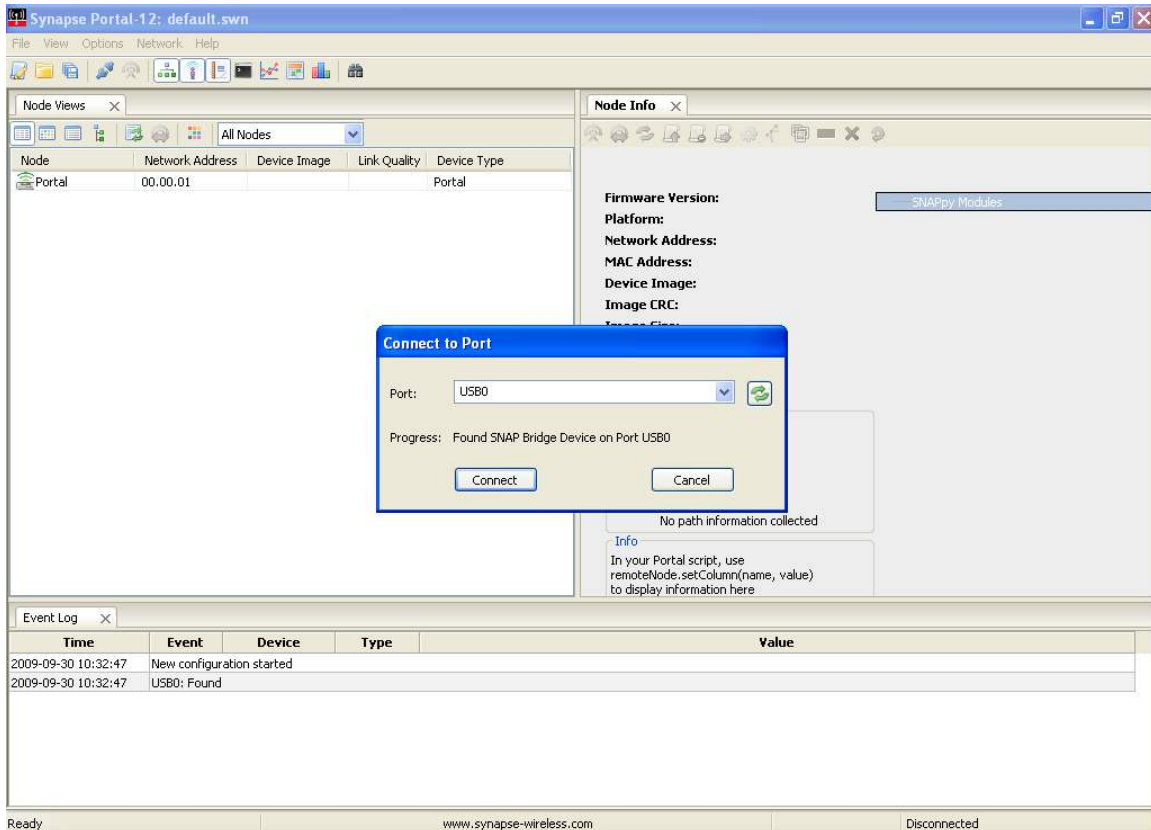 Synapse Portal-12: default.swn
File View Options Network Help
Node Views
All Nodes
Node Network Address Device Image Link Quality Device Type
Portal 00.00.01 Portal
Node Info
Firmware Version:
Platform:
Network Address:
MAC Address:
Device Image:
Image CRC:
Image Size:
SNAPpy Modules
Connect to Port
Port: USB0
Progress: Found SNAP Bridge Device on Port USB0
Connect Cancel
No path information collected
Info
In your Portal script, use
remoteNode.setColumn(name, value)
to display information here
Event Log
Time Event Device Type Value
2009-09-30 10:32:47 New configuration started
2009-09-30 10:32:47 USB0: Found
Ready www.synapse-wireless.com Disconnected